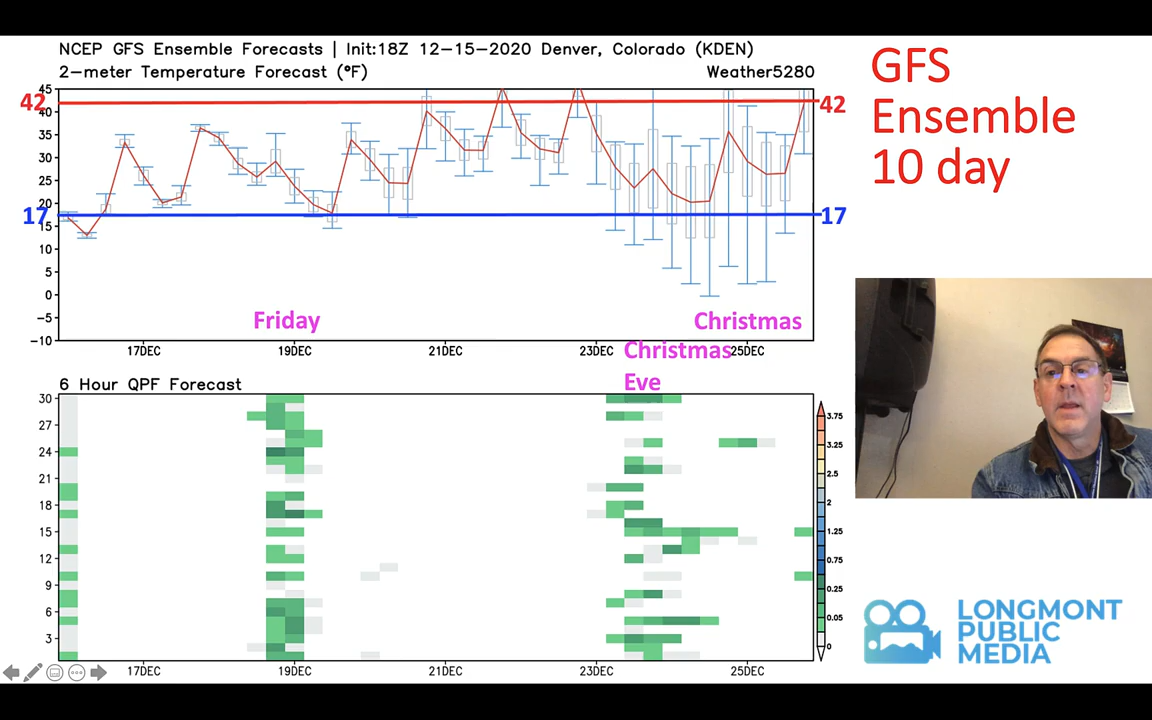 NCEP GFS Ensemble Forecasts | Init:18Z 12-15-2020 Denver, Colorado (KDEN)
2-meter Temperature Forecast (°F)
Weather5280
GFS
Ensemble
10 day
45
42
40
35
30
25
20
17
15
10
5
0
-5
-10
42
17
Friday
Christmas
17DEC
19DEC
21DEC
23DEC
25DEC
Christmas
Eve
6 Hour QPF Forecast
30
27
24
21
18
15
12
9
6
3
17DEC
19DEC
21DEC
23DEC
25DEC
3.75
3.25
2.5
2
1.25
0.75
0.25
0.05
0
LONGMONT
PUBLIC
MEDIA